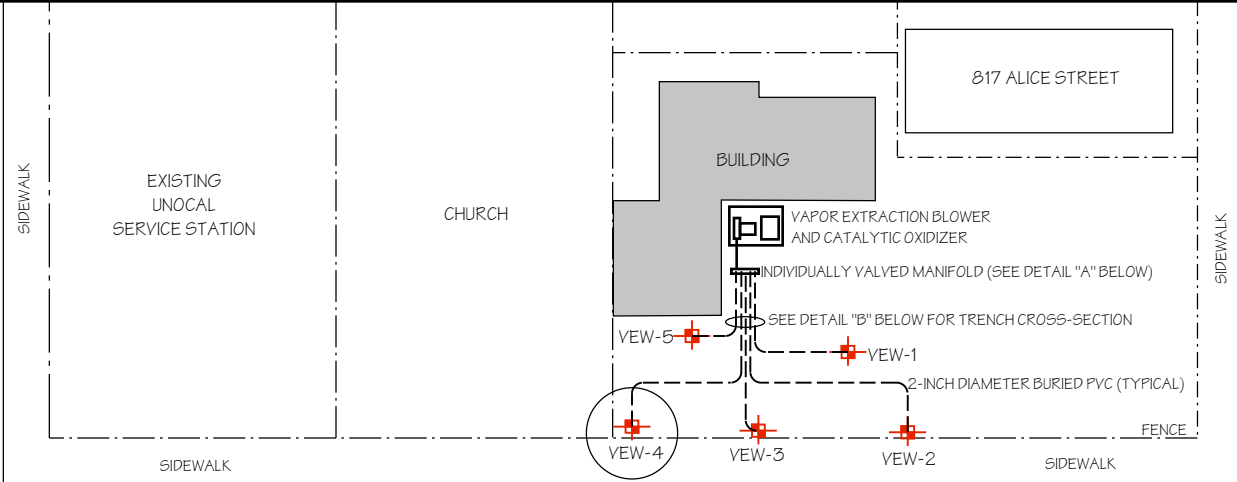 817 ALICE STREET
BUILDING
SIDEWALK
EXISTING
UNOCAL
SERVICE STATION
CHURCH
VAPOR EXTRACTION BLOWER
AND CATALYTIC OXIDIZER
SIDEWALK
INDIVIDUALLY VALVED MANIFOLD (SEE DETAIL "A" BELOW)
SEE DETAIL "B" BELOW FOR TRENCH CROSS-SECTION
VEW-5
VEW-1
2-INCH DIAMETER BURIED PVC (TYPICAL)
FENCE
VEW-4
VEW-3
VEW-2
SIDEWALK
SIDEWALK